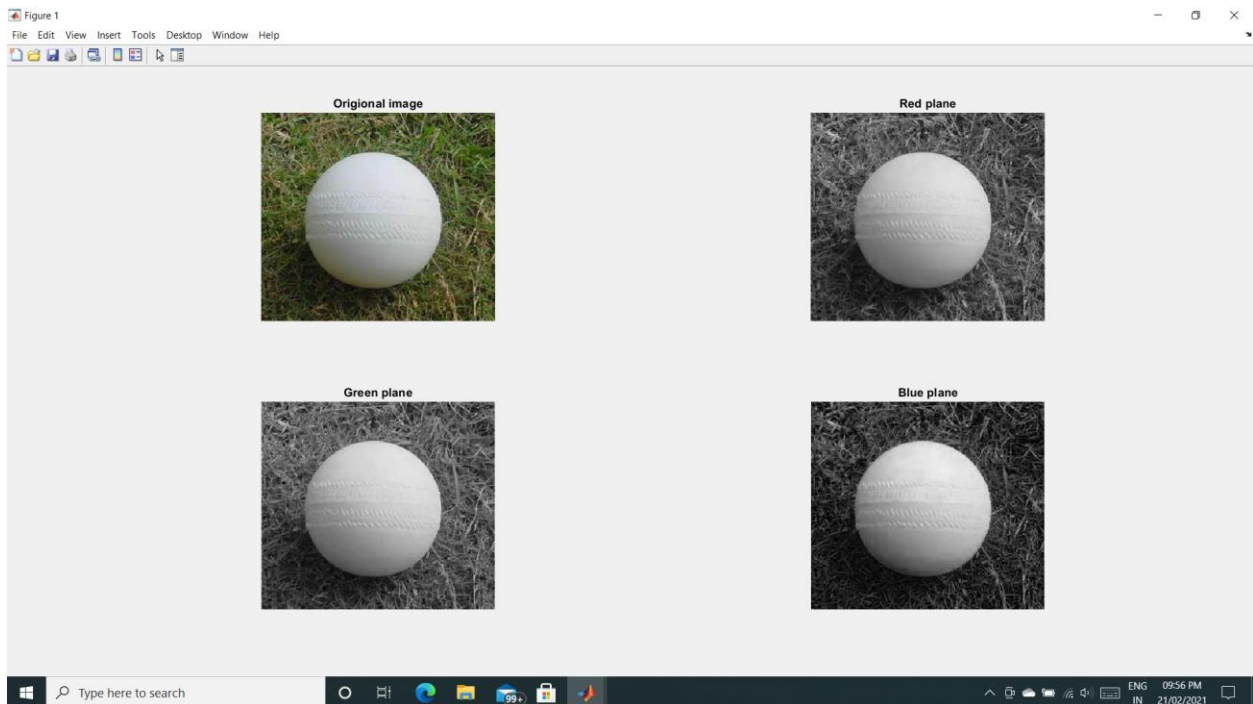 Figure 1
File Edit View Insert Tools Desktop Window Help
Origional image
Red plane
Green plane
Blue plane
Type here to search
99+
ENG
IN
09:56 PM
21/02/2021